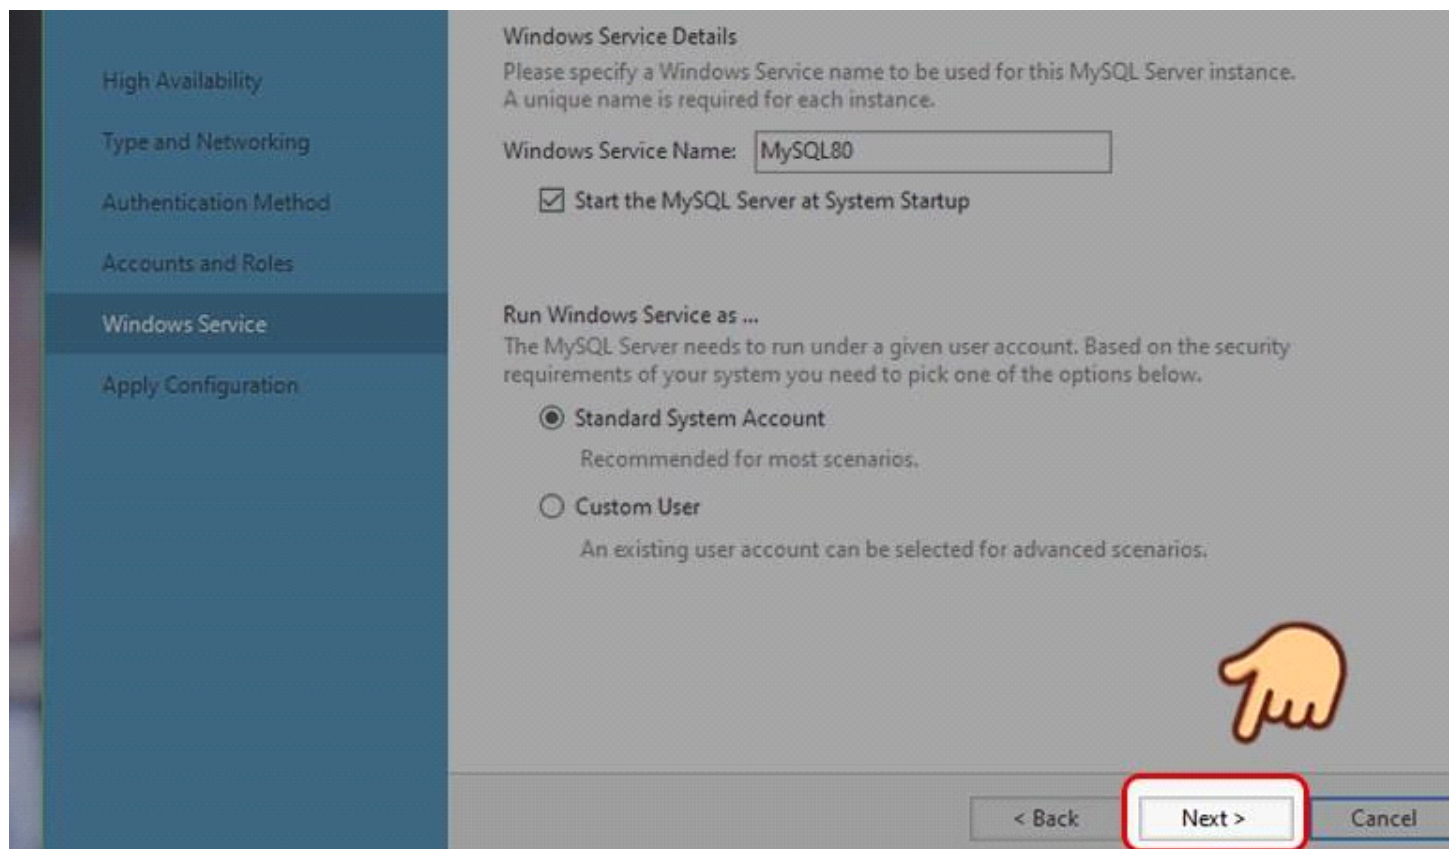 High Availability
Type and Networking
Authentication Method
Accounts and Roles
Windows Service
Apply Configuration
Windows Service Details
Please specify a Windows Service name to be used for this MySQL Server instance.
A unique name is required for each instance.
Windows Service Name: MySQL80
Start the MySQL Server at System Startup
Run Windows Service as ...
The MySQL Server needs to run under a given user account. Based on the security
requirements of your system you need to pick one of the options below.
Standard System Account
Recommended for most scenarios.
Custom User
An existing user account can be selected for advanced scenarios.
< Back
Next >
Cancel